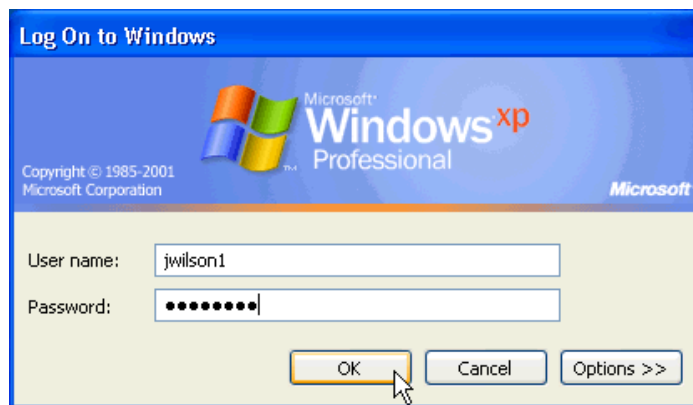 Log On to Windows
Microsoft®
Windows xp
Professional
TM
Copyright © 1985-2001
Microsoft Corporation
Microsoft
User name: jwilson1
Password: ●●●●●●●●
OK Cancel Options >>